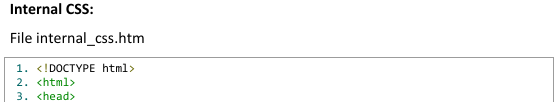 Internal CSS:
File internal_css.htm
1. <!DOCTYPE html>
2. <html>
3. <head>